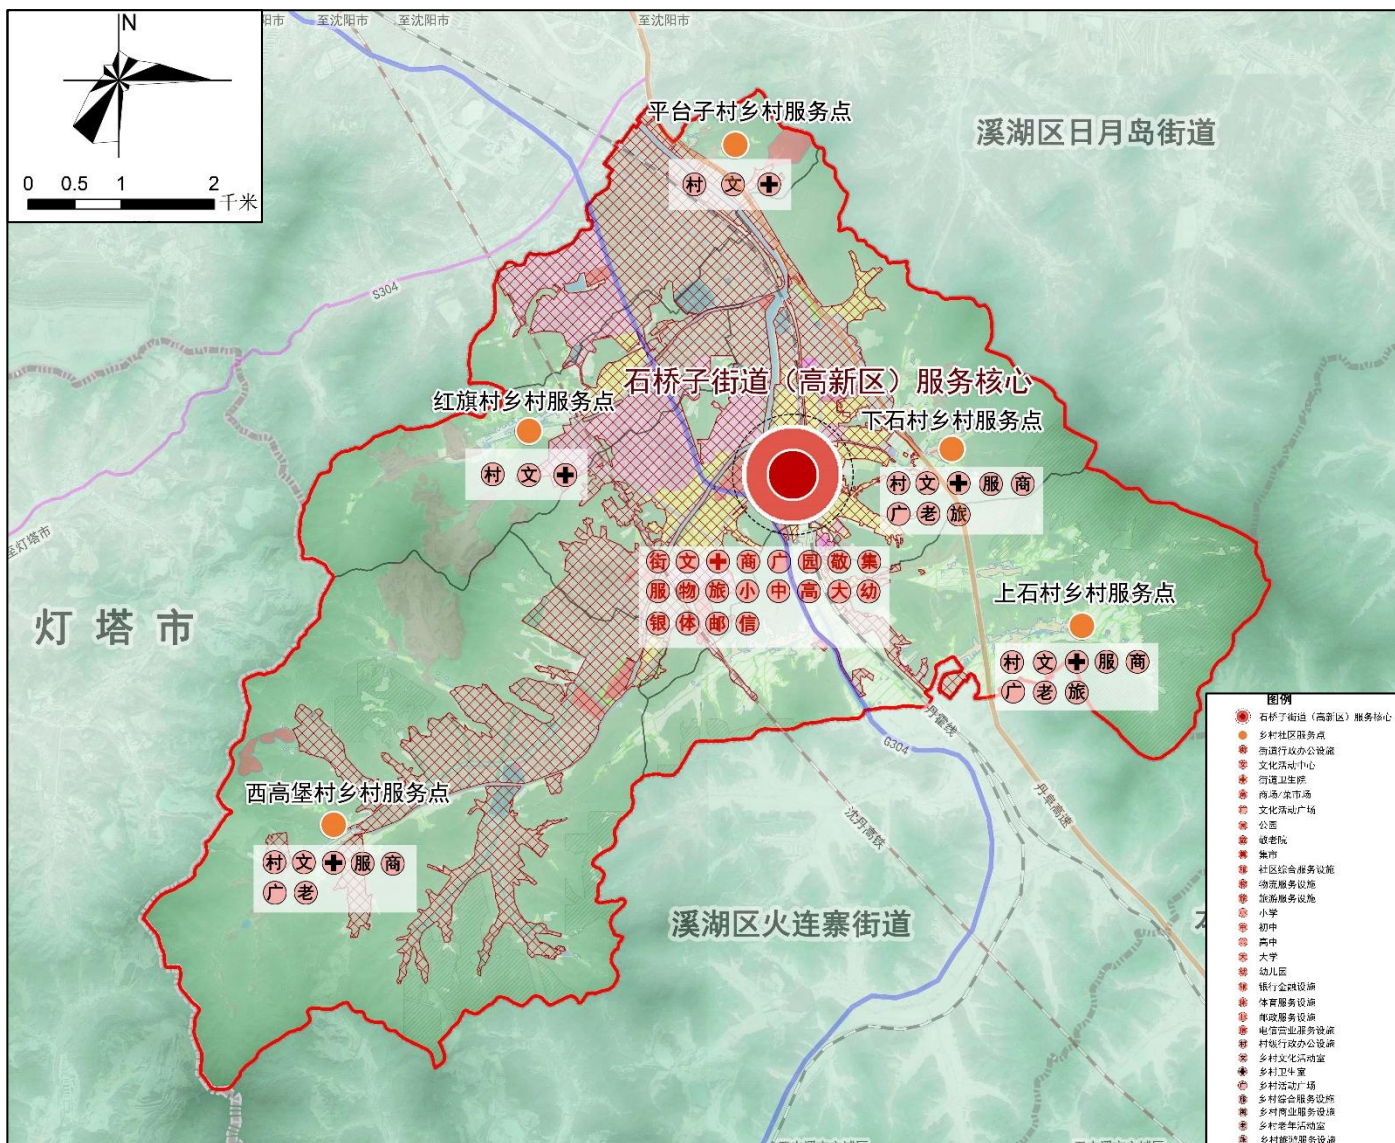 N
0 0.5 1 2
千米
阳市
至沈阳市
至沈阳市
至沈阳市
平台子村乡村服务点
村 文
溪湖区日月岛街道
S304
石桥子街道（高新区）服务核心
红旗村乡村服务点
村 文
下石村乡村服务点
村 文 服 商
广 老 旅
至灯塔市
灯塔市
街 文 商 广 园 敬 集
服 物 旅 小 中 高 大 幼
银 体 邮 信
上石村乡村服务点
村 文 服 商
广 老 旅
丹霍线
G304
丹阜高速
沈丹高铁
西高堡村乡村服务点
村 文 服 商
广 老
溪湖区火连寨街道
图例
石桥子街道（高新区）服务核心
乡村社区服务点
街道行政办公设施
文化活动中心
街道卫生院
商场/菜市场
文化活动广场
公园
敬老院
集市
社区综合服务设施
物流服务设施
旅游服务设施
小学
初中
高中
大学
幼儿园
银行金融设施
体育服务设施
邮政服务设施
电信营业服务设施
村级行政办公设施
乡村文化活动室
乡村卫生室
乡村活动广场
乡村综合服务设施
乡村商业服务设施
乡村老年活动室
乡村旅游服务设施